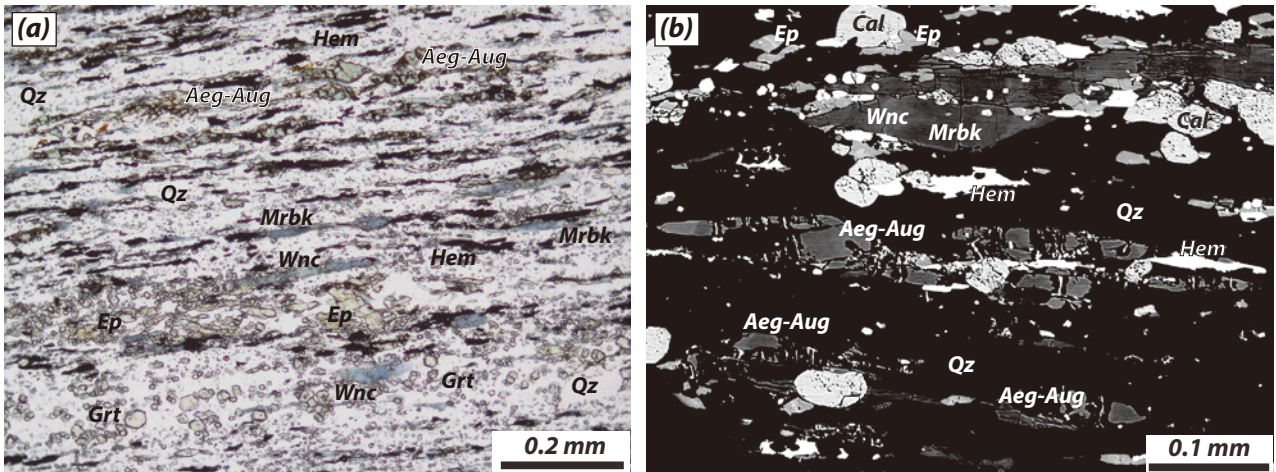 (a)
Hem
Aeg-Aug
Qz
Aeg-Aug
Qz
Mrbk
Mrbk
Wnc
Hem
Ep
Ep
Wnc
Grt
Qz
Grt
0.2 mm
(b)
Ep
Cal
Ep
Wnc
Mrbk
Cal
Hem
Qz
Aeg-Aug
Hem
Aeg-Aug
Qz
Aeg-Aug
0.1 mm